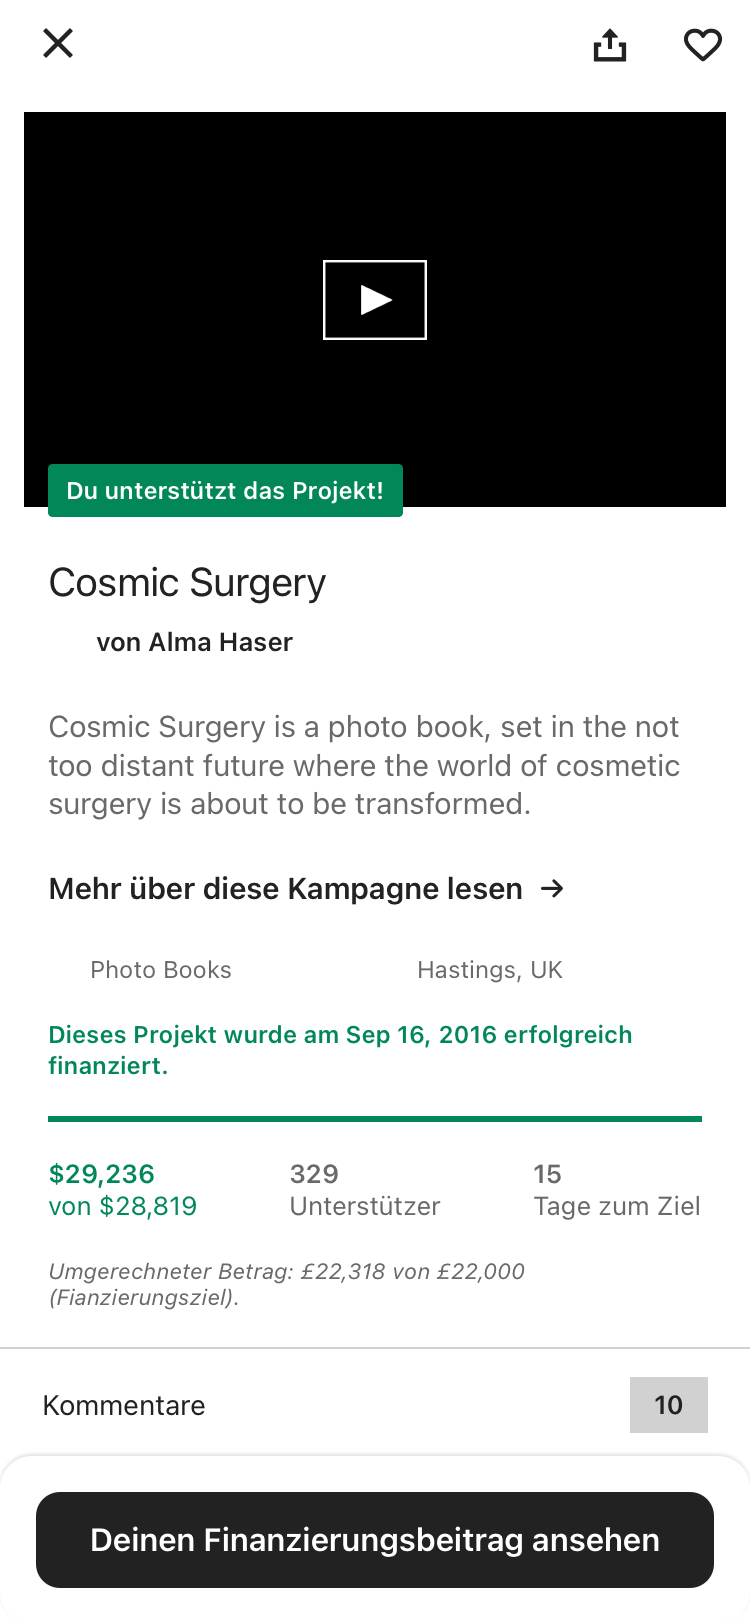 Du unterstützt das Projekt!
Cosmic Surgery
von Alma Haser
Cosmic Surgery is a photo book, set in the not
too distant future where the world of cosmetic
surgery is about to be transformed.
Mehr über diese Kampagne lesen →
Photo Books
Hastings, UK
Dieses Projekt wurde am Sep 16, 2016 erfolgreich
finanziert.
$29,236
von $28,819
329
Unterstützer
15
Tage zum Ziel
Umgerechneter Betrag: £22,318 von £22,000
(Fianzierungsziel).
Kommentare
10
Deinen Finanzierungsbeitrag ansehen